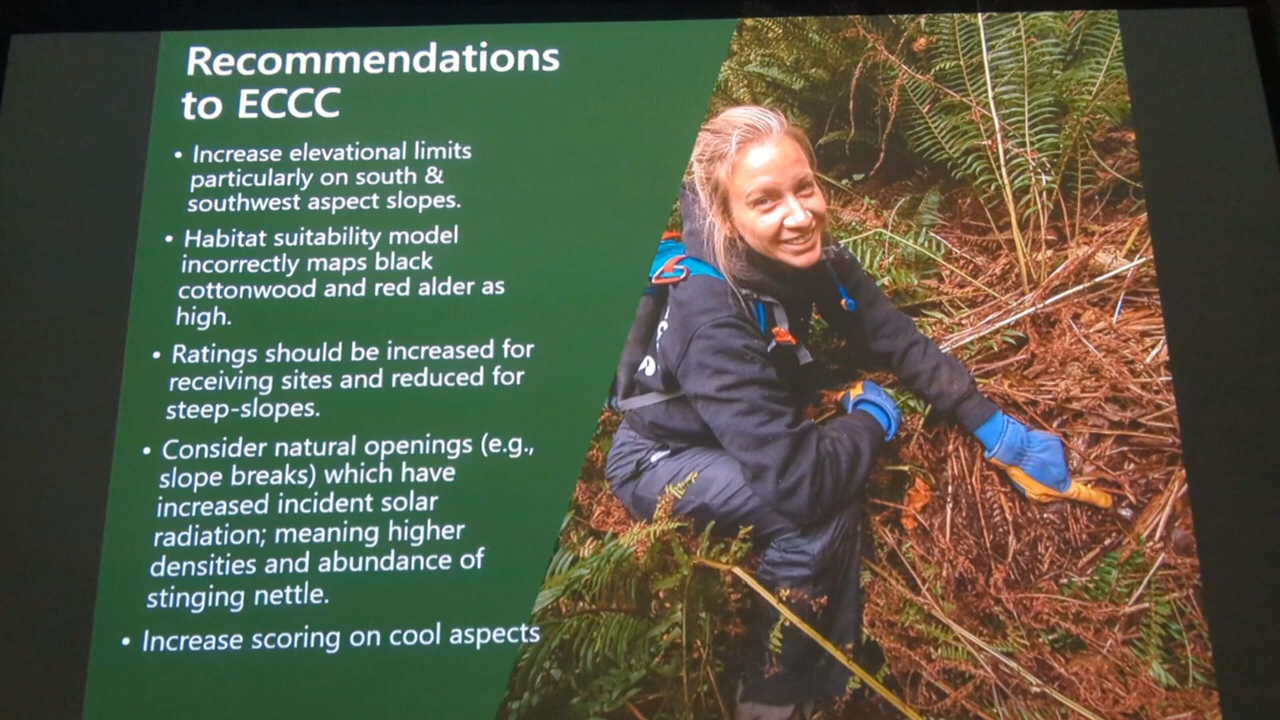 Recommendations
to ECCC
• Increase elevational limits
particularly on south &
southwest aspect slopes.
• Habitat suitability model
incorrectly maps black
cottonwood and red alder as
high.
• Ratings should be increased for
receiving sites and reduced for
steep-slopes.
• Consider natural openings (e.g.,
slope breaks) which have
increased incident solar
radiation; meaning higher
densities and abundance of
stinging nettle.
• Increase scoring on cool aspects